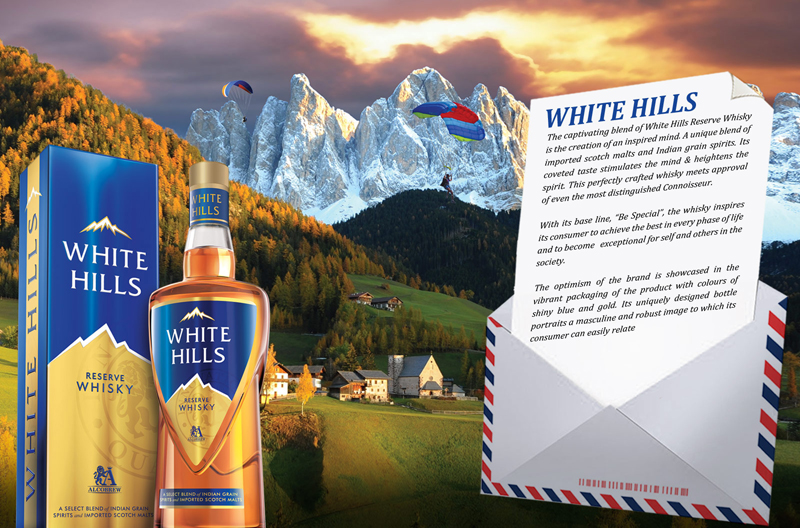 WHITE HILLS
WHITE
HILLS
RESERVE
WHISKY
ALCOBREW
A SELECT BLEND of INDIAN GRAIN
SPIRITS and IMPORTED SCOTCH MALTS
WHITE
HILLS
WHITE
HILLS
RESERVE
WHISKY
ALCOBREW
A SELECT BLEND of INDIAN GRAIN
SPIRITS and IMPORTED SCOTCH MALTS
WHITE HILLS
The captivating blend of White Hills Reserve Whisky
is the creation of an inspired mind. A unique blend of
imported scotch malts and Indian grain spirits. Its
coveted taste stimulates the mind & heightens the
spirit. This perfectly crafted whisky meets approval
of even the most distinguished Connoisseur.
With its base line, "Be Special", the whisky inspires
its consumer to achieve the best in every phase of life
and to become exceptional for self and others in the
society.
The optimism of the brand is showcased in the
vibrant packaging of the product with colours of
shiny blue and gold. Its uniquely designed bottle
portraits a masculine and robust image to which its
consumer can easily relate